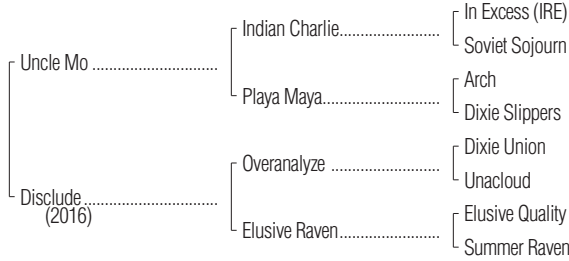 In Excess (IRE)
Indian Charlie..........................
Soviet Sojourn
Uncle Mo ................................
Arch
Playa Maya..............................
Dixie Slippers
Dixie Union
Overanalyze ............................
Unacloud
Disclude ..................................
(2016)
Elusive Quality
Elusive Raven..........................
Summer Raven